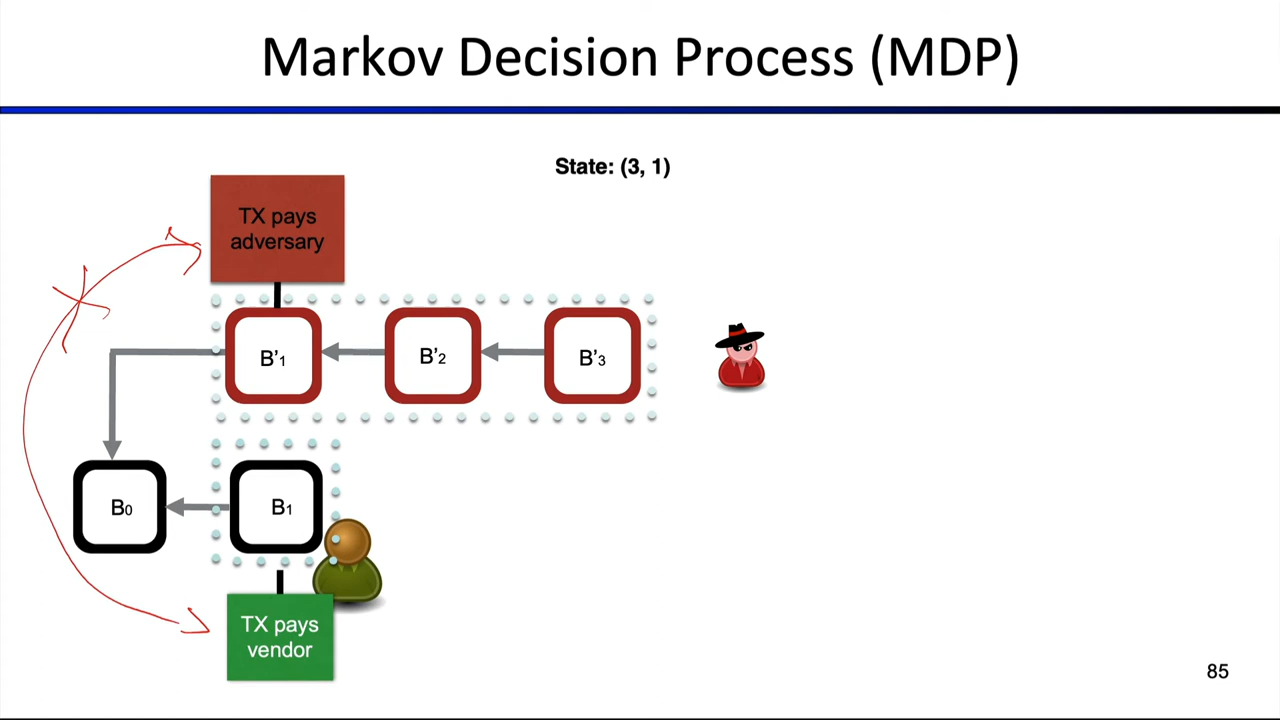 Markov Decision Process (MDP)
State: (3, 1)
TX pays
adversary
B'1
B'2
B'3
B0
B1
TX pays
vendor
85